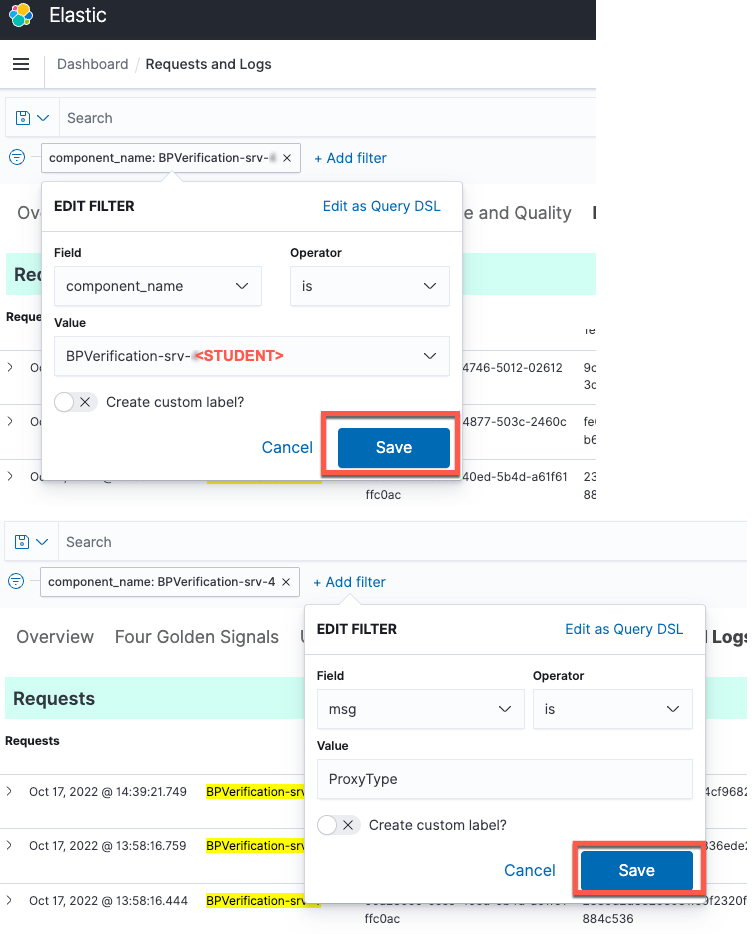 Elastic
Dashboard / Requests and Logs
Search
component_name: BPVerification-srv- × + Add filter
EDIT FILTER Edit as Query DSL
Ov e and Quality
Field Operator
component_name is
Req
Value
Reque
BPVerification-srv- <STUDENT>
Oc 4746-5012-02612 9c
3c
Create custom label?
Oc 4877-503c-2460c fe
b6
Cancel Save
40ed-5b4d-a61f61 23
ffc0ac 88
Search
component_name: BPVerification-srv-4 × + Add filter
EDIT FILTER Edit as Query DSL
Overview Four Golden Signals Logs
Field Operator
Requests msg is
Requests Value
ProxyType
Oct 17, 2022 @ 14:39:21.749 BPVerification-srv 4cf9682
Create custom label?
Oct 17, 2022 @ 13:58:16.759 BPVerification-srv 336ede2
Cancel Save
Oct 17, 2022 @ 13:58:16.444 BPVerification-srv 9f2320f
ffc0ac 884c536